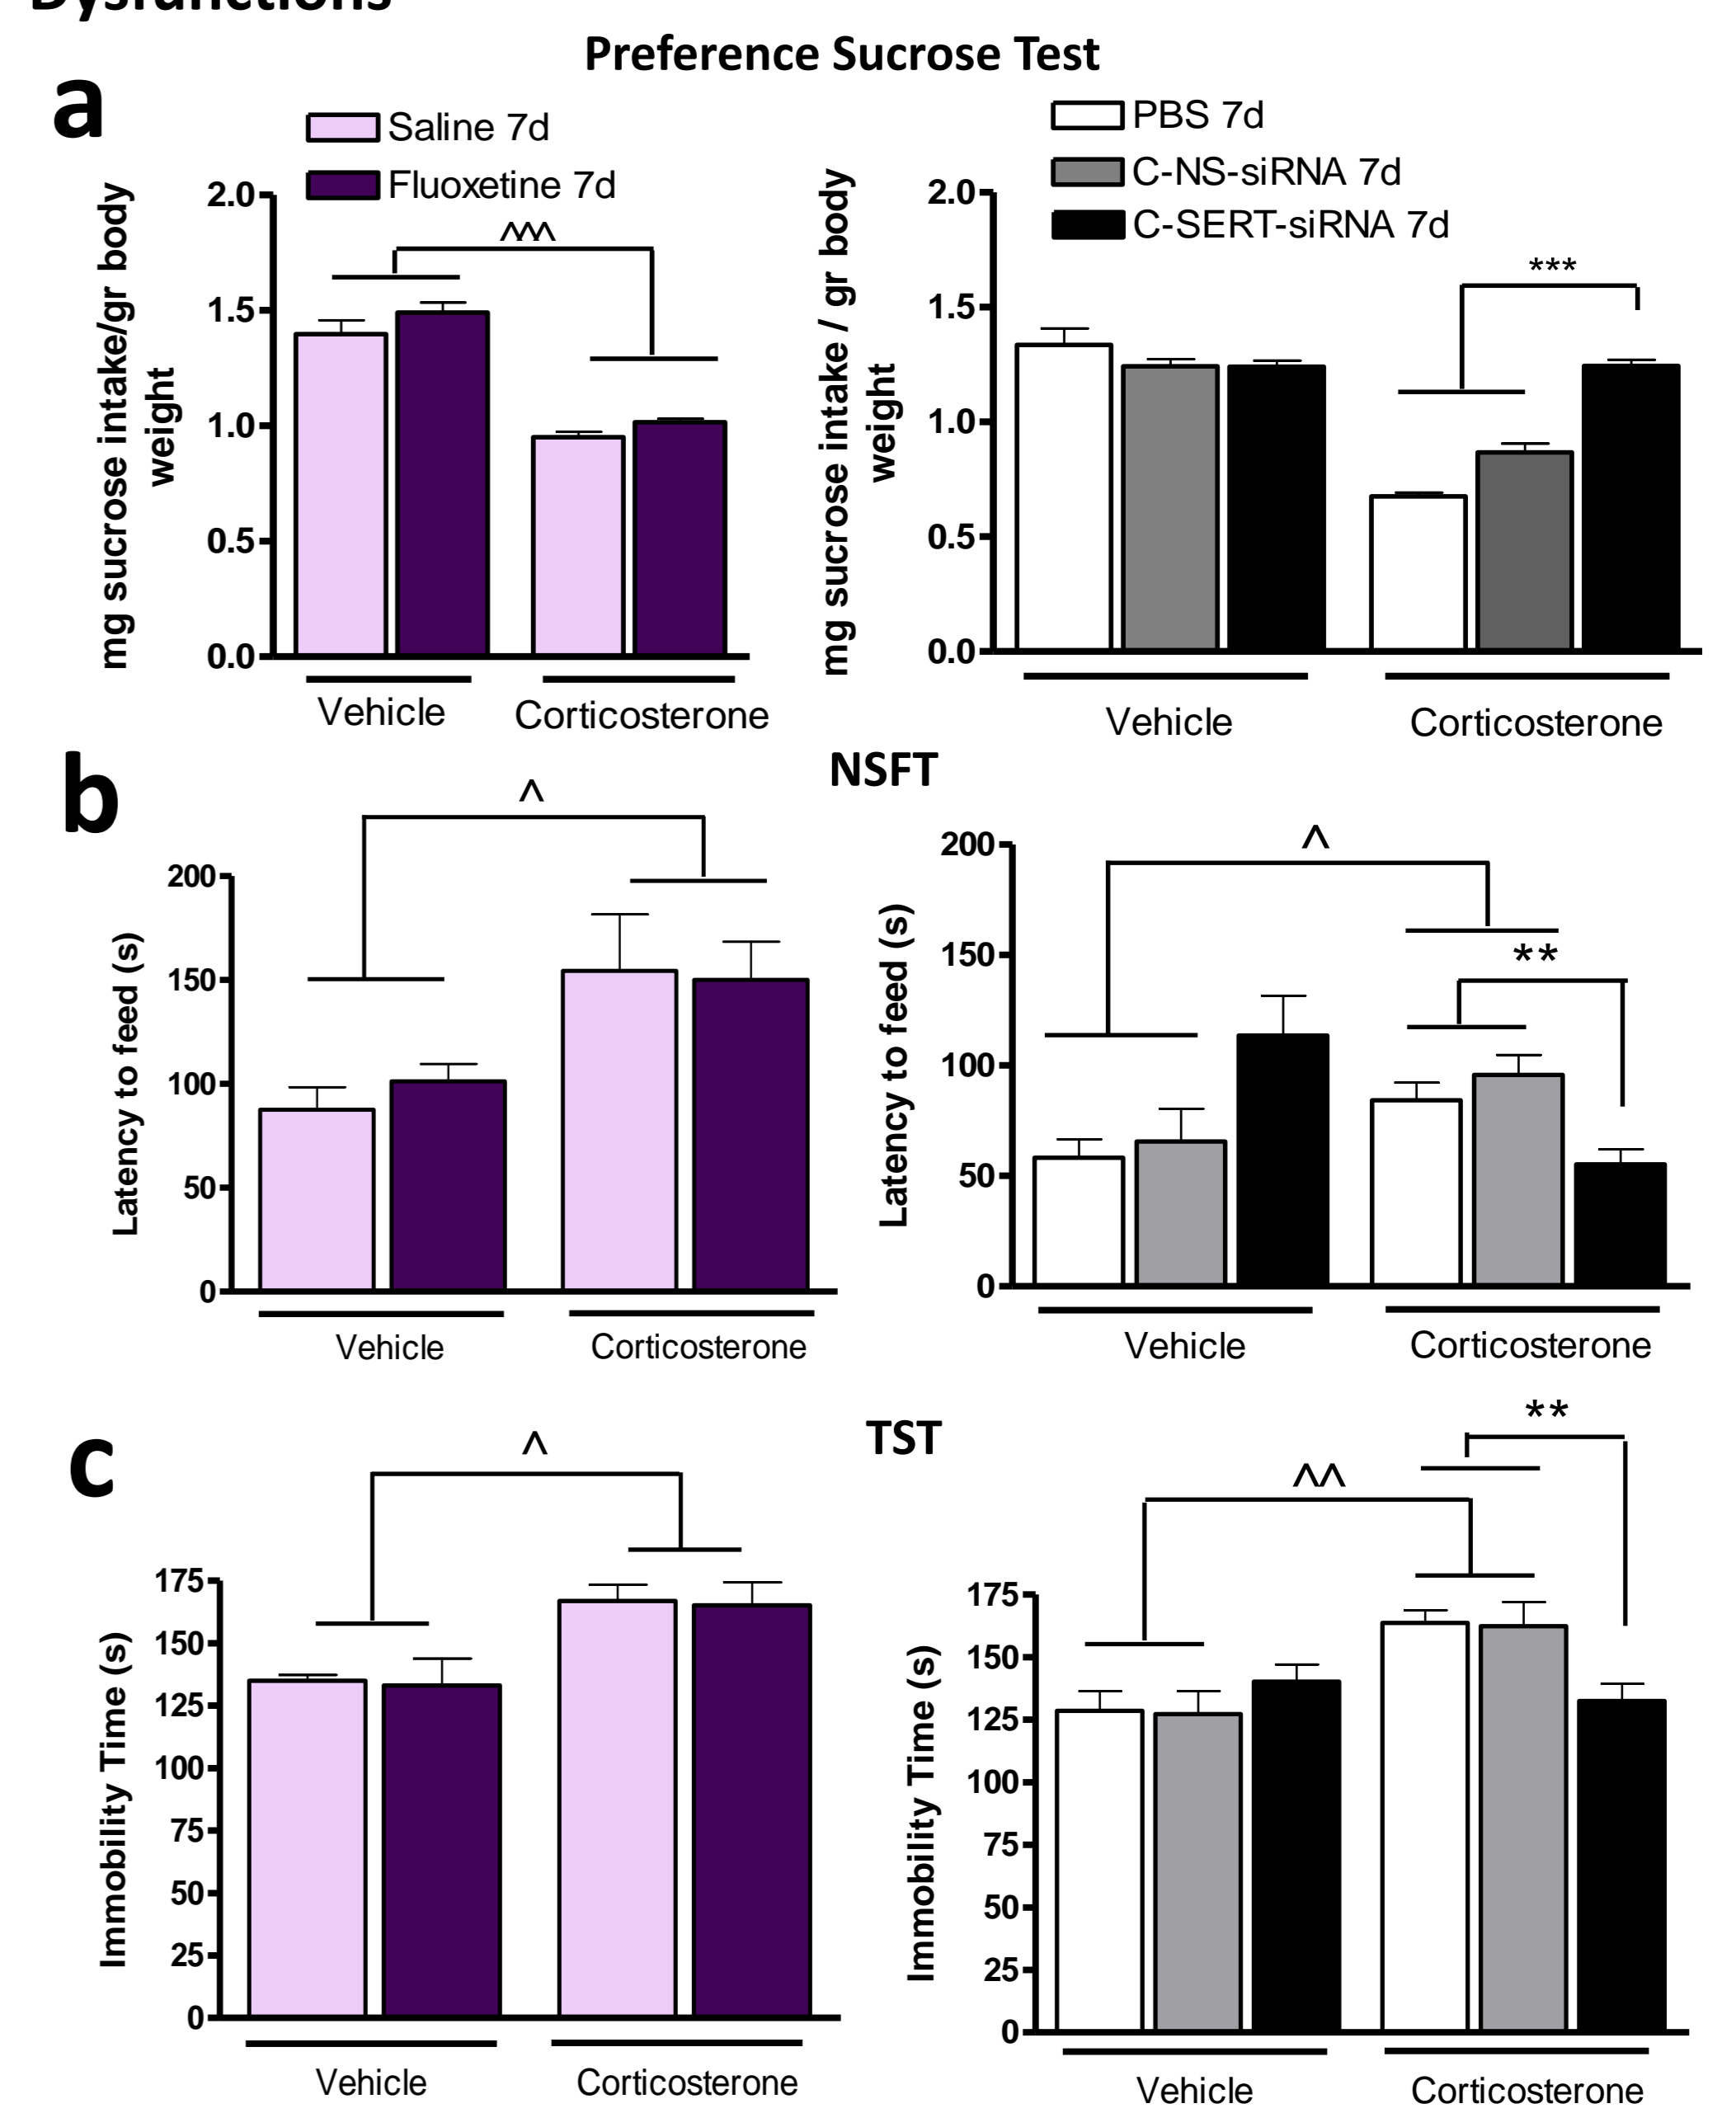 Dysfunctions
Preference Sucrose Test
a
Saline 7d
Fluoxetine 7d
^^^
mg sucrose intake/gr body
weight
2.0
1.5
1.0
0.5
0.0
Vehicle
Corticosterone
PBS 7d
C-NS-siRNA 7d
C-SERT-siRNA 7d
***
mg sucrose intake / gr body
weight
2.0
1.5
1.0
0.5
0.0
Vehicle
Corticosterone
NSFT
b
^
Latency to feed (s)
200
150
100
50
0
Vehicle
Corticosterone
^
**
Latency to feed (s)
200
150
100
50
0
Vehicle
Corticosterone
TST
c
^
Immobility Time (s)
175
150
125
100
75
50
25
0
Vehicle
Corticosterone
**
^^
Immobility Time (s)
175
150
125
100
75
50
25
0
Vehicle
Corticosterone